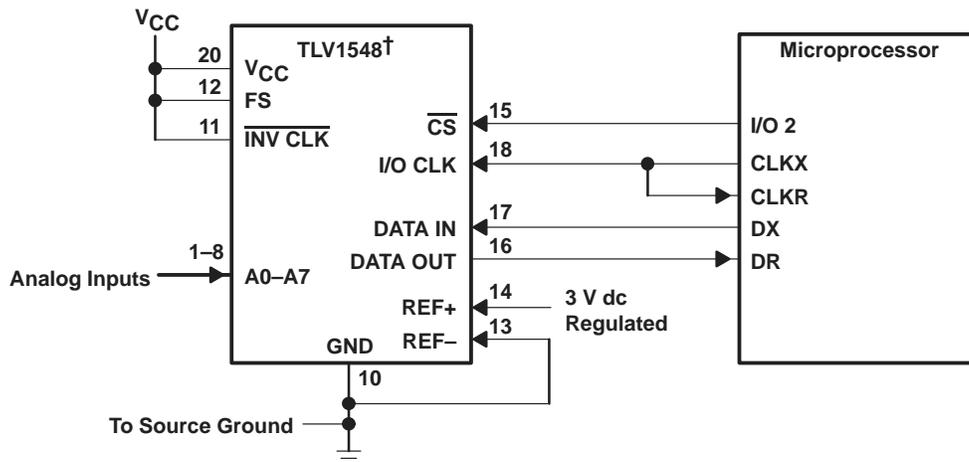 VCC
TLV1548†
Microprocessor
20
VCC
12
FS
11
INV CLK
CS
15
I/O 2
I/O CLK
18
CLKX
CLKR
DATA IN
17
DX
DATA OUT
16
DR
1–8
Analog Inputs
A0–A7
REF+
14
3 V dc
Regulated
REF–
13
GND
10
To Source Ground